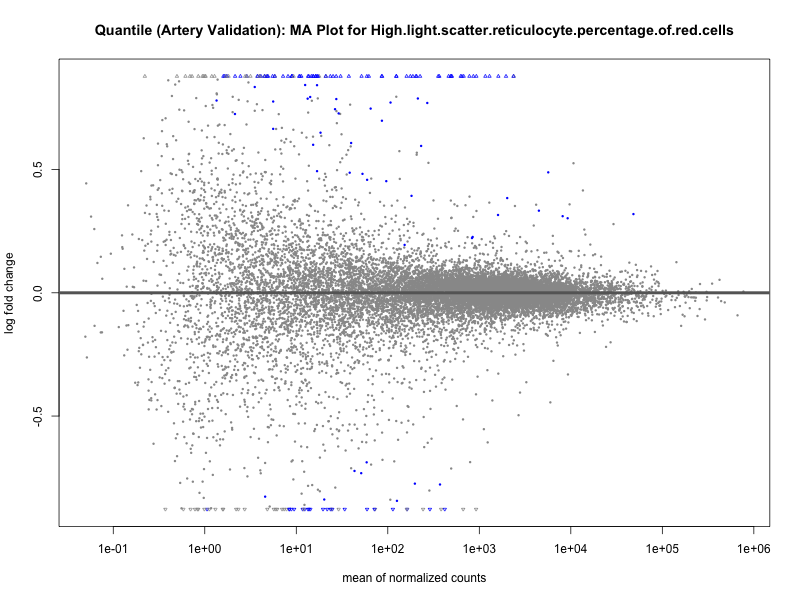 Quantile (Artery Validation): MA Plot for High.light.scatter.reticulocyte.percentage.of.red.cells
log fold change
0.5
0.0
-0.5
1e-01 1e+00 1e+01 1e+02 1e+03 1e+04 1e+05 1e+06
mean of normalized counts